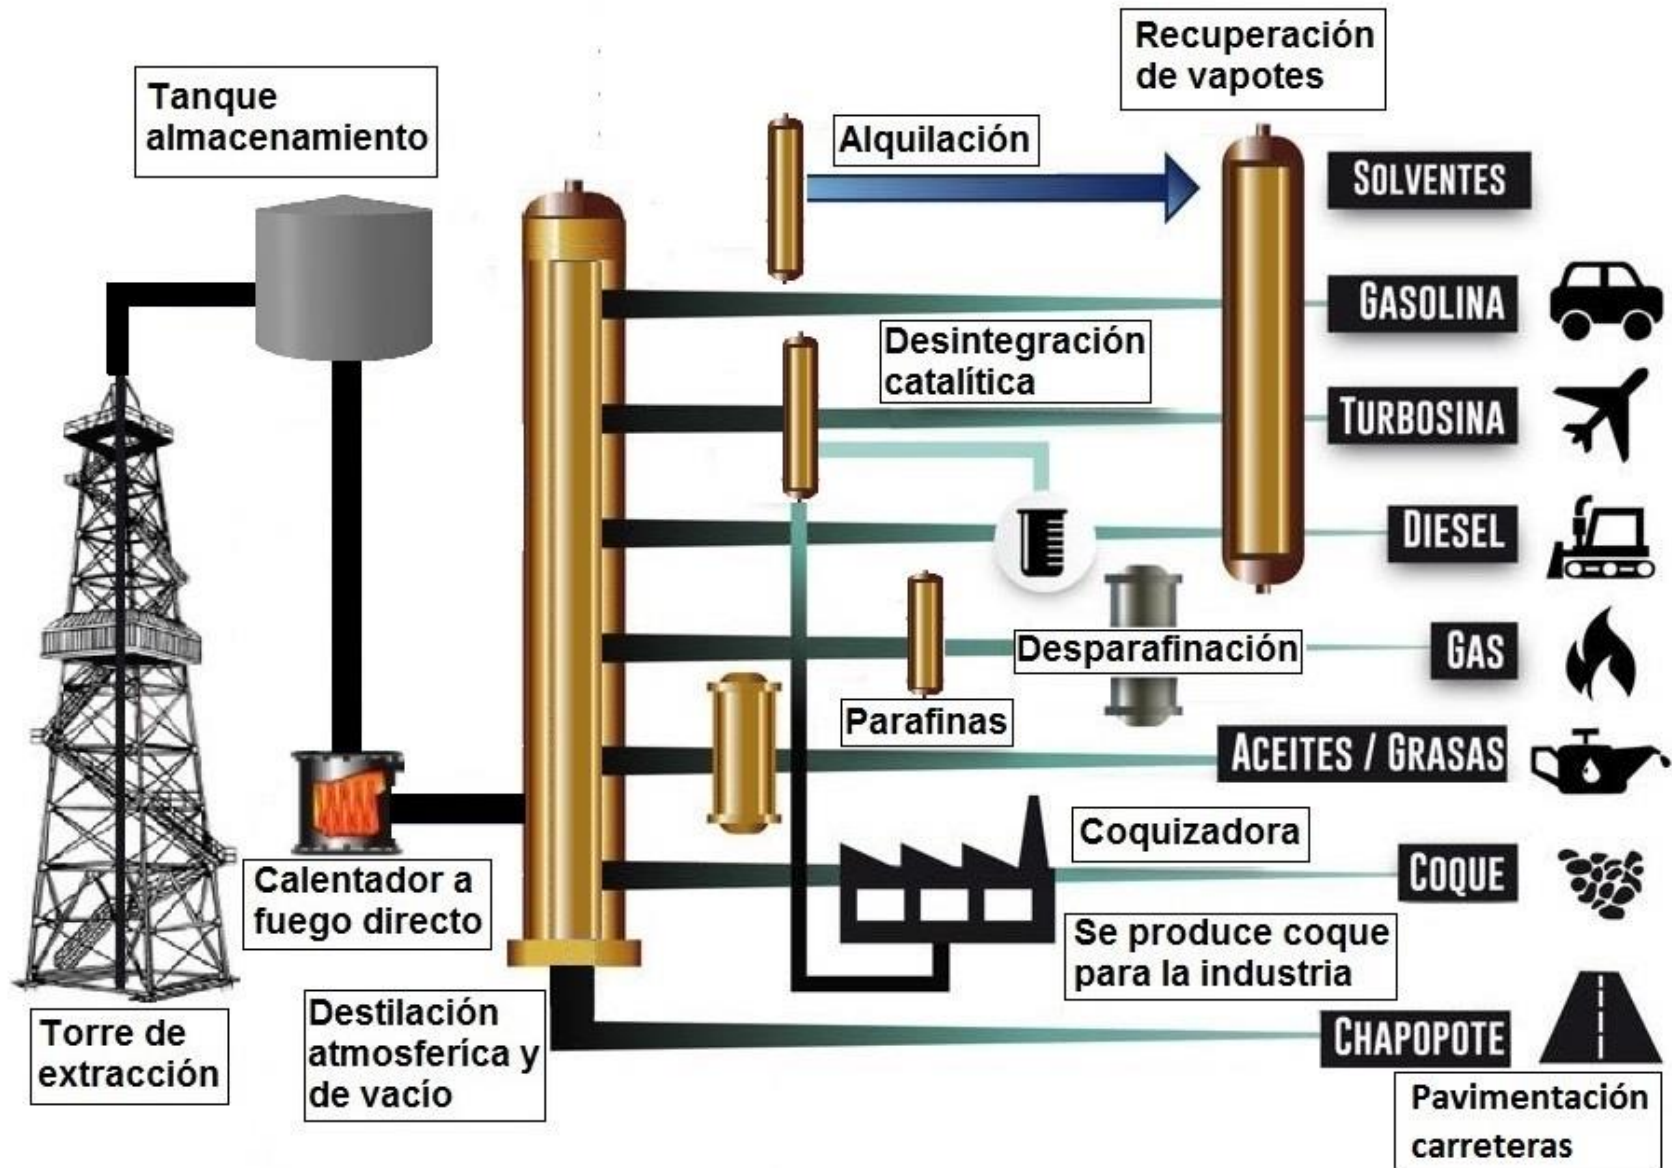 Recuperación
de vapotes
Tanque
almacenamiento
Alquilación
SOLVENTES
GASOLINA
Desintegración
catalítica
TURBOSINA
DIESEL
Desparafinación
GAS
Parafinas
ACEITES / GRASAS
Coquizadora
COQUE
Calentador a
fuego directo
Se produce coque
para la industria
Destilación
atmosferíca y
de vacío
Torre de
extracción
CHAPOPOTE
Pavimentación
carreteras